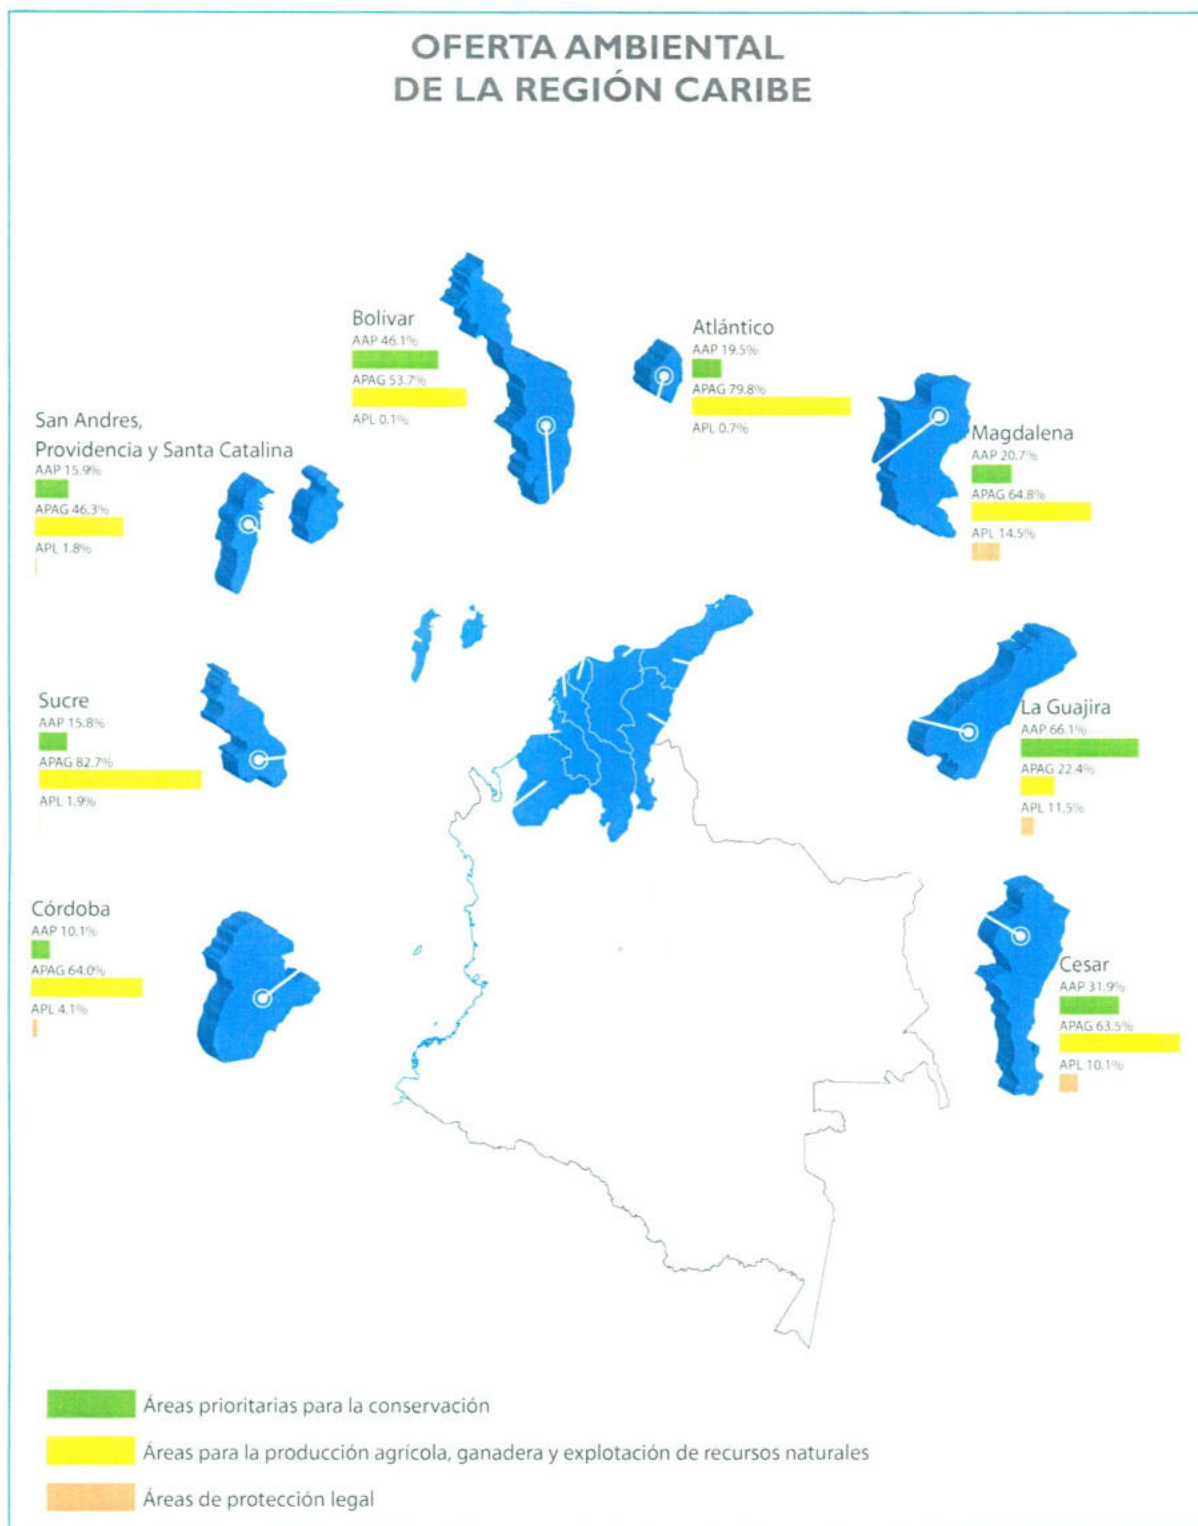 OFERTA AMBIENTAL
DE LA REGIÓN CARIBE
Bolívar
AAP 46.1%
APAG 53.7%
APL 0.1%
Atlántico
AAP 19.5%
APAG 79.8%
APL 0.7%
Magdalena
AAP 20.7%
APAG 64.8%
APL 14.5%
San Andres,
Providencia y Santa Catalina
AAP 15.9%
APAG 46.3%
APL 1.8%
Sucre
AAP 15.8%
APAG 82.7%
APL 1.9%
La Guajira
AAP 66.1%
APAG 22.4%
APL 11.5%
Córdoba
AAP 10.1%
APAG 64.0%
APL 4.1%
Cesar
AAP 31.9%
APAG 63.5%
APL 10.1%
Áreas prioritarias para la conservación
Áreas para la producción agrícola, ganadera y explotación de recursos naturales
Áreas de protección legal